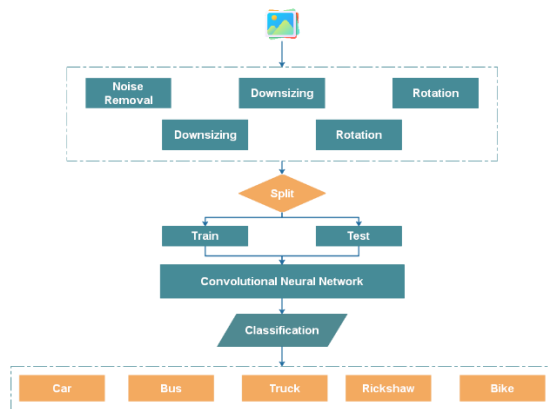 Noise
Removal
Downsizing
Rotation
Downsizing
Rotation
Split
Train
Test
Convolutional Neural Network
Classification
Car
Bus
Truck
Rickshaw
Bike